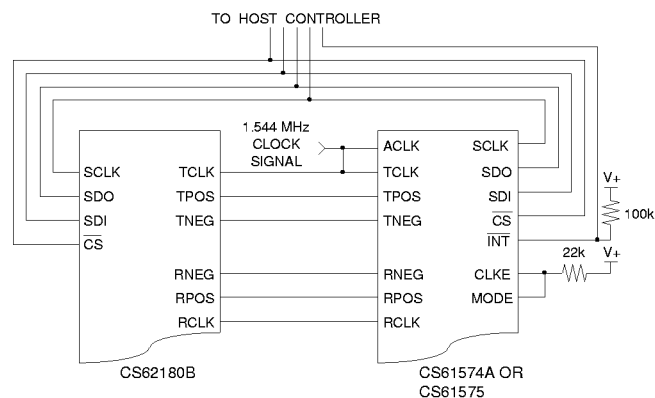 TO HOST CONTROLLER
1.544 MHz
CLOCK
SIGNAL
SCLK
SDO
SDI
CS
TCLK
TPOS
TNEG
RNEG
RPOS
RCLK
CS62180B
ACLK
TCLK
TPOS
TNEG
RNEG
RPOS
RCLK
SCLK
SDO
SDI
CS
INT
CLKE
MODE
CS61574A OR
CS61575
V+
100k
22k
V+